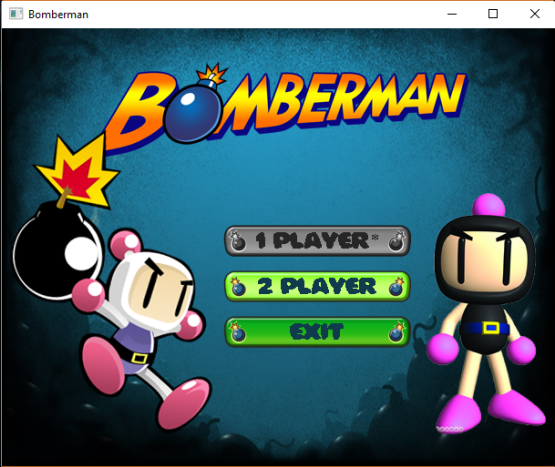 Bomberman
BOMBERMAN
1 PLAYER*
2 PLAYER
EXIT